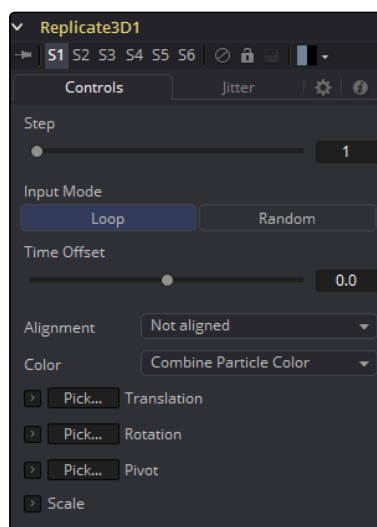 Replicate3D1
S1 S2 S3 S4 S5 S6
Controls Jitter
Step
1
Input Mode
Loop Random
Time Offset
0.0
Alignment Not aligned
Color Combine Particle Color
Pick... Translation
Pick... Rotation
Pick... Pivot
Scale